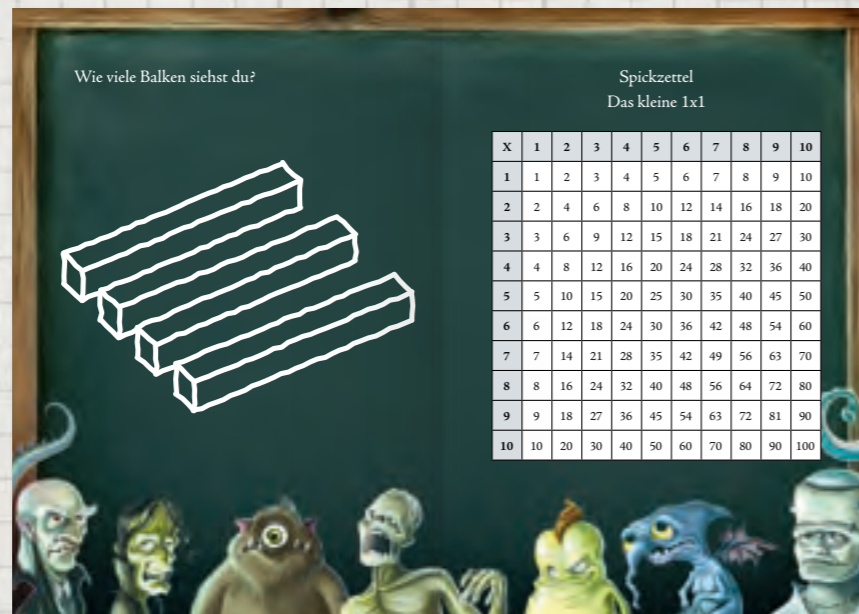 Wie viele Balken siehst du?
Spickzettel
Das kleine 1x1
X 1 2 3 4 5 6 7 8 9 10
1 1 2 3 4 5 6 7 8 9 10
2 2 4 6 8 10 12 14 16 18 20
3 3 6 9 12 15 18 21 24 27 30
4 4 8 12 16 20 24 28 32 36 40
5 5 10 15 20 25 30 35 40 45 50
6 6 12 18 24 30 36 42 48 54 60
7 7 14 21 28 35 42 49 56 63 70
8 8 16 24 32 40 48 56 64 72 80
9 9 18 27 36 45 54 63 72 81 90
10 10 20 30 40 50 60 70 80 90 100